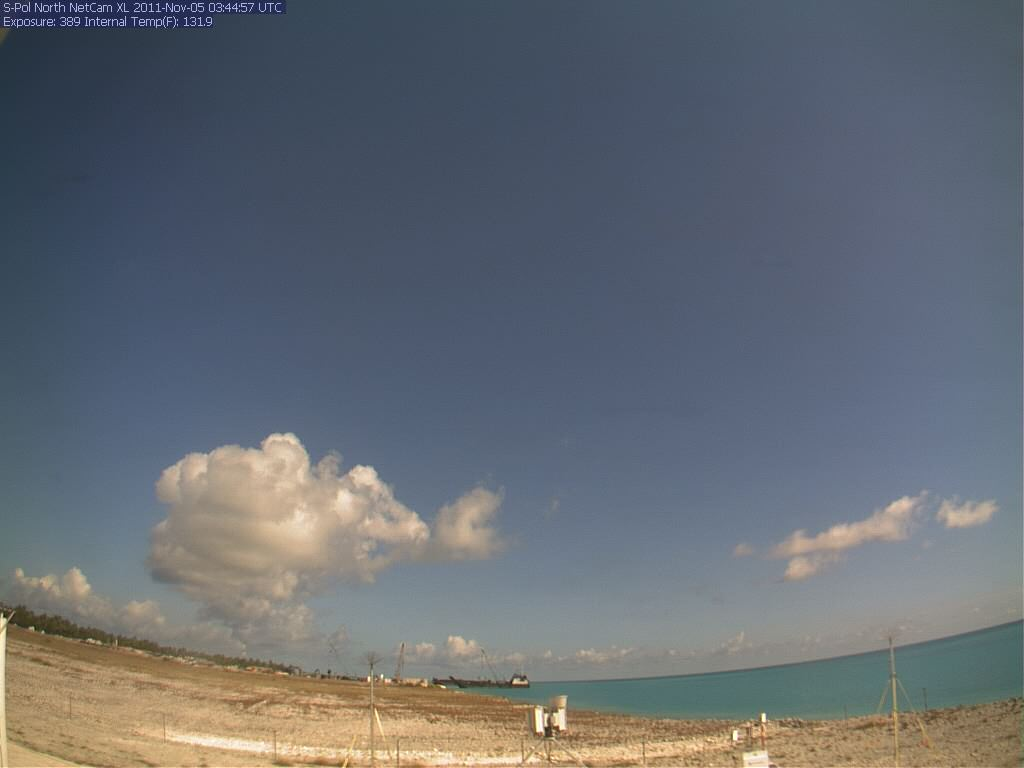 S-Pol North NetCam XL 2011-Nov-05 03:44:57 UTC
Exposure: 389 Internal Temp(F): 131.9